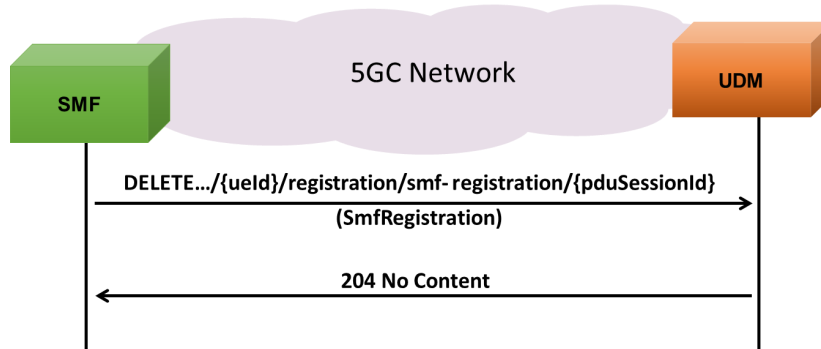 5GC Network
SMF
UDM
DELETE.../{ueId}/registration/smf- registration/{pduSessionId}
(SmfRegistration)
204 No Content